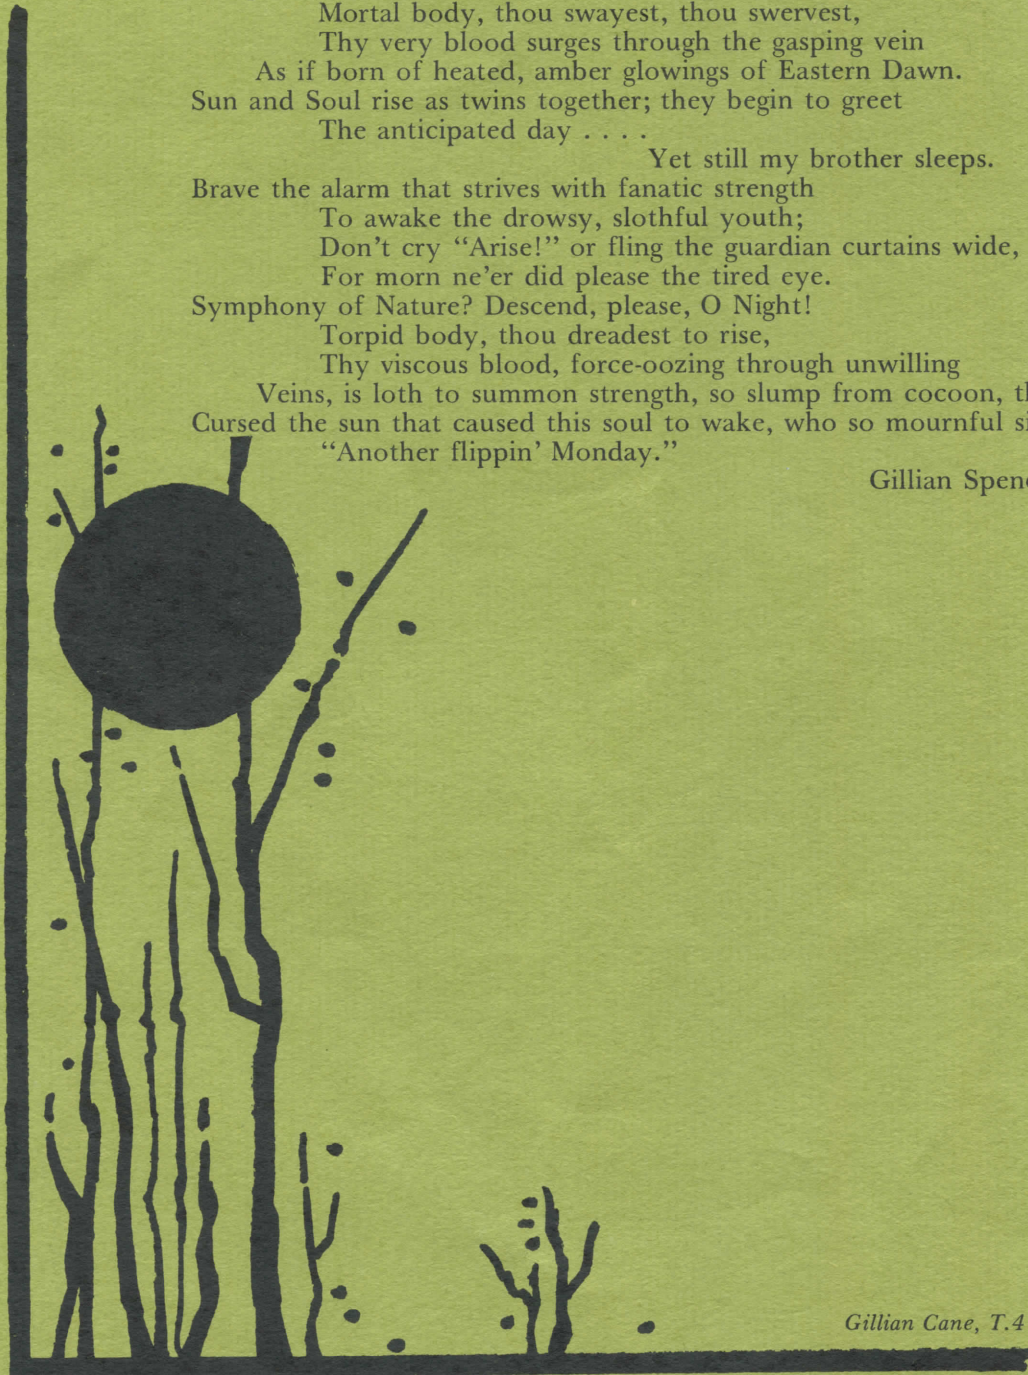 Mortal body, thou swayest, thou swervest,
Thy very blood surges through the gasping vein
As if born of heated, amber glowings of Eastern Dawn.
Sun and Soul rise as twins together; they begin to greet
The anticipated day . . . .
Yet still my brother sleeps.
Brave the alarm that strives with fanatic strength
To awake the drowsy, slothful youth;
Don't cry “Arise!” or fling the guardian curtains wide,
For morn ne'er did please the tired eye.
Symphony of Nature? Descend, please, O Night!
Torpid body, thou dreadest to rise,
Thy viscous blood, force-oozing through unwilling
Veins, is loth to summon strength, so slump from cocoon,
Cursed the sun that caused this soul to wake, who so mournful
“Another flippin' Monday.”
Gillian
Gillian Cane, T.4